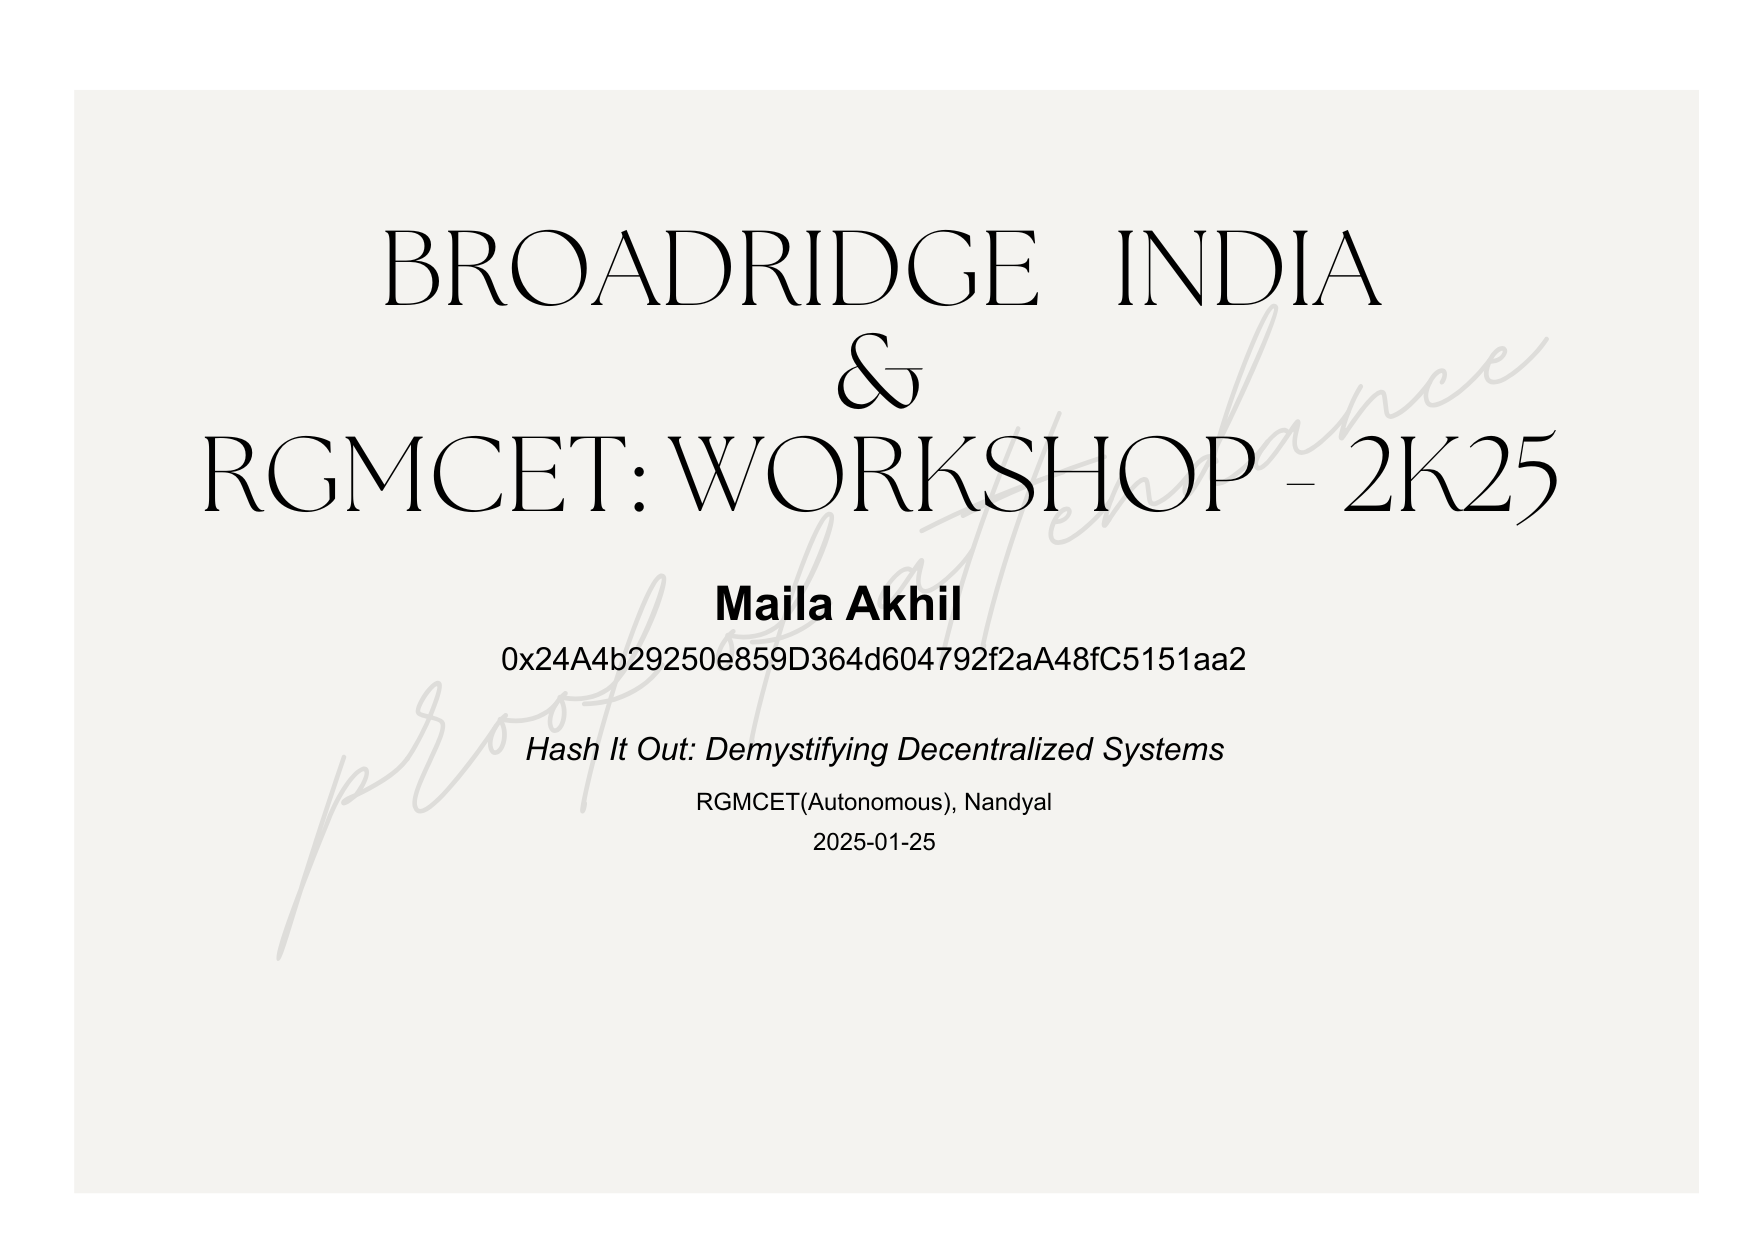 BROADRIDGE INDIA
&
RGMCET: WORKSHOP - 2K25
proof of attendance
Maila Akhil
0x24A4b29250e859D364d604792f2aA48fC5151aa2
Hash It Out: Demystifying Decentralized Systems
RGMCET(Autonomous), Nandyal
2025-01-25